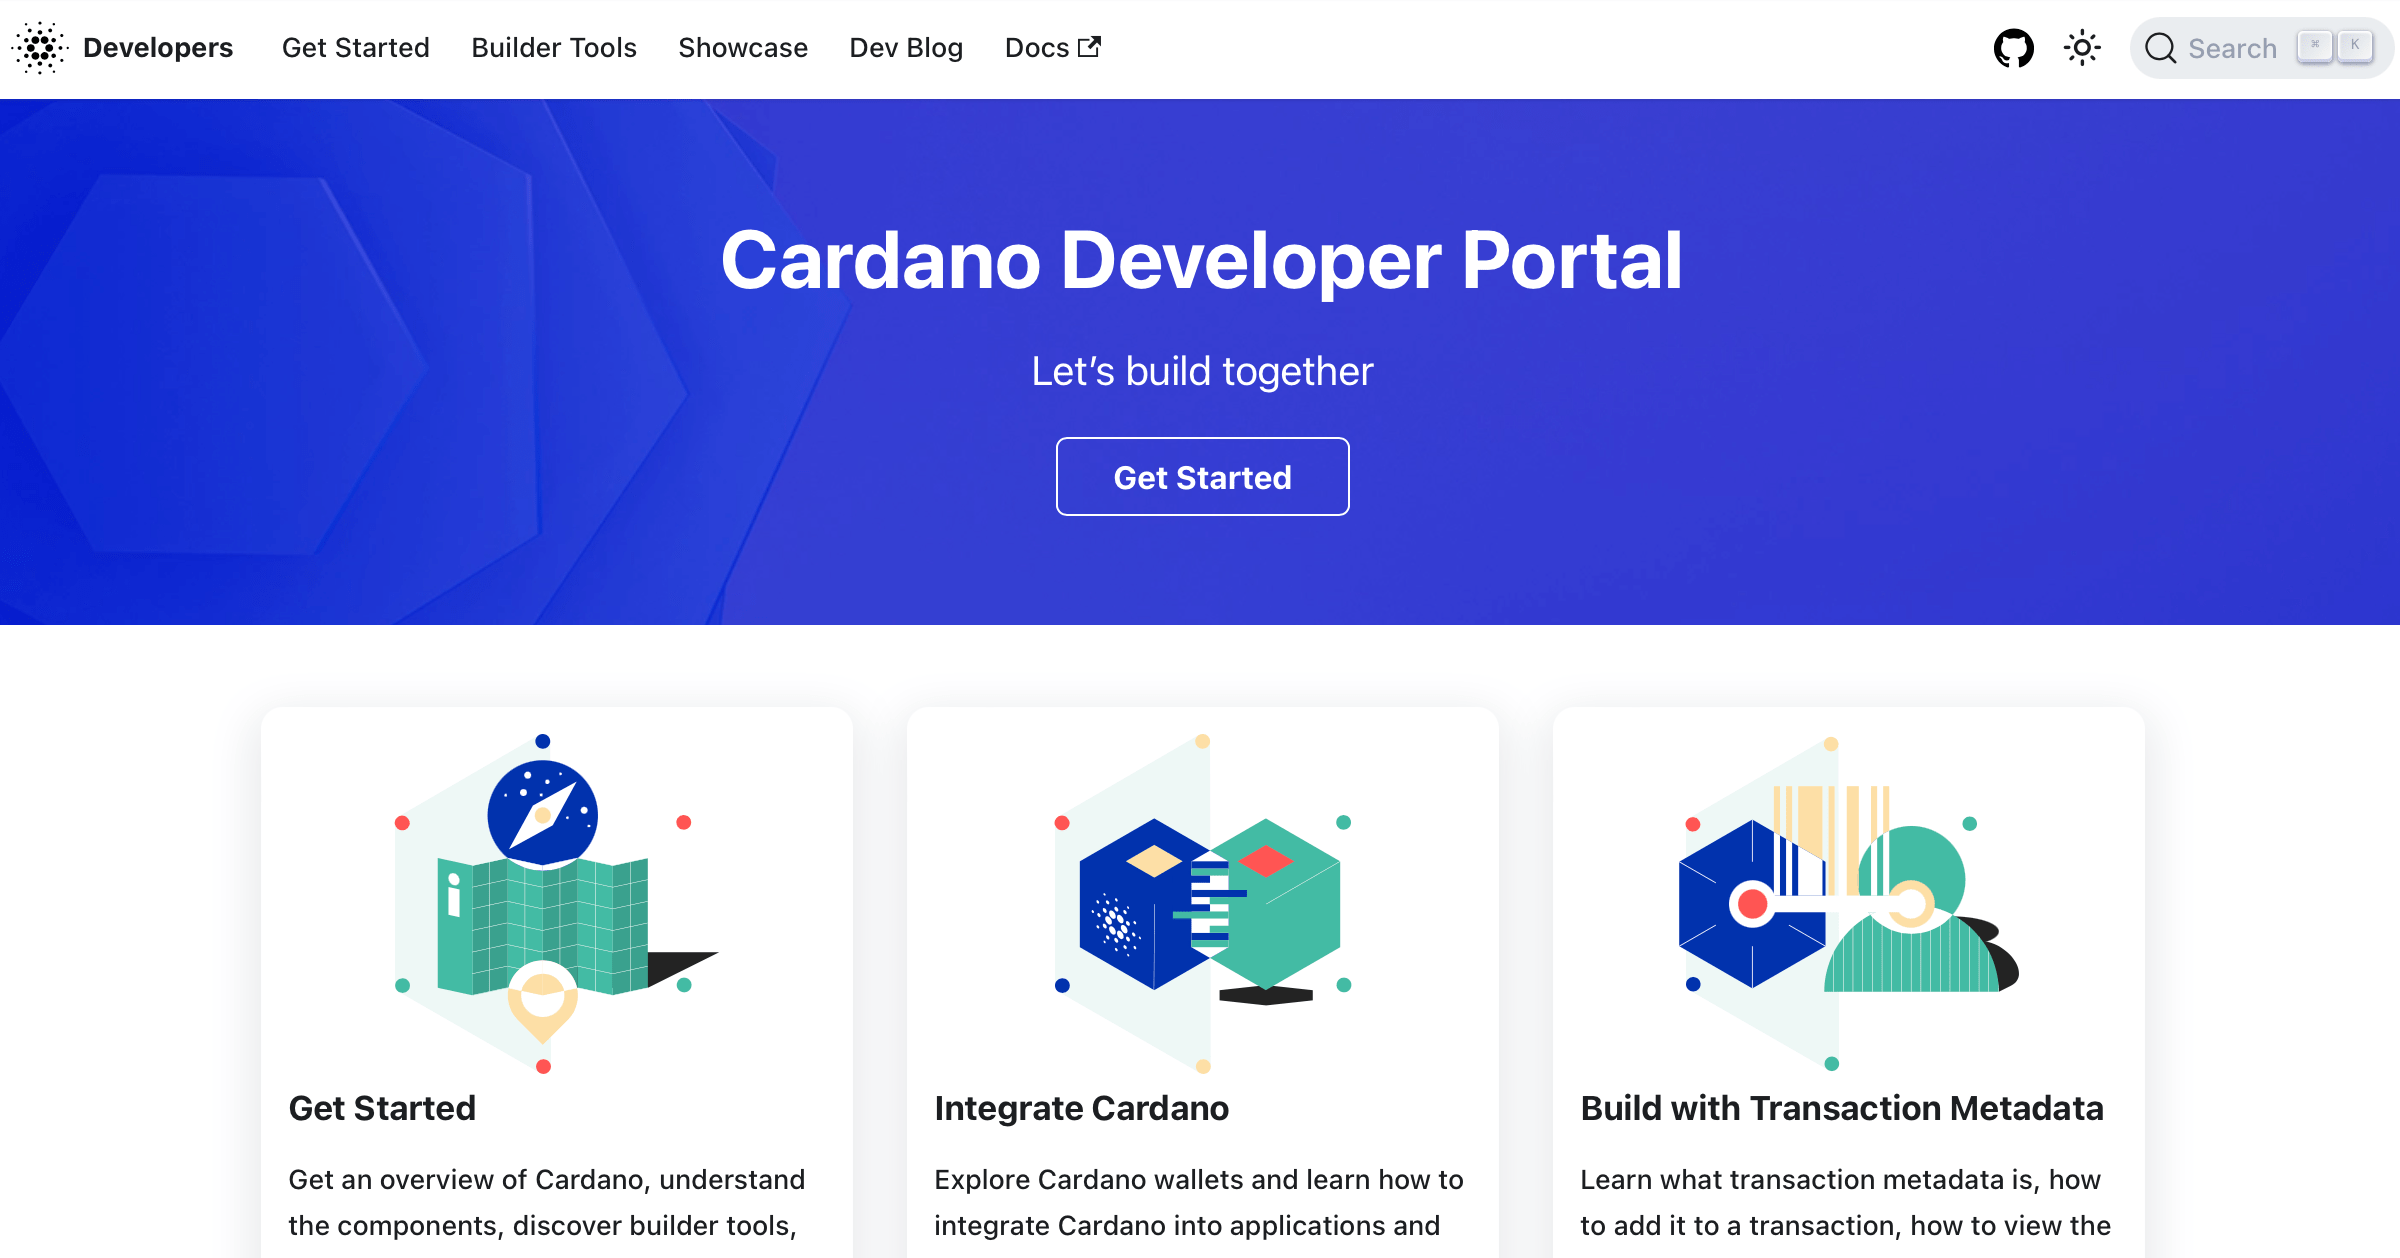 Developers Get Started Builder Tools Showcase Dev Blog Docs Search ⌘ K
Cardano Developer Portal
Let’s build together
Get Started
Get Started
Get an overview of Cardano, understand
the components, discover builder tools,
Integrate Cardano
Explore Cardano wallets and learn how to
integrate Cardano into applications and
Build with Transaction Metadata
Learn what transaction metadata is, how
to add it to a transaction, how to view the